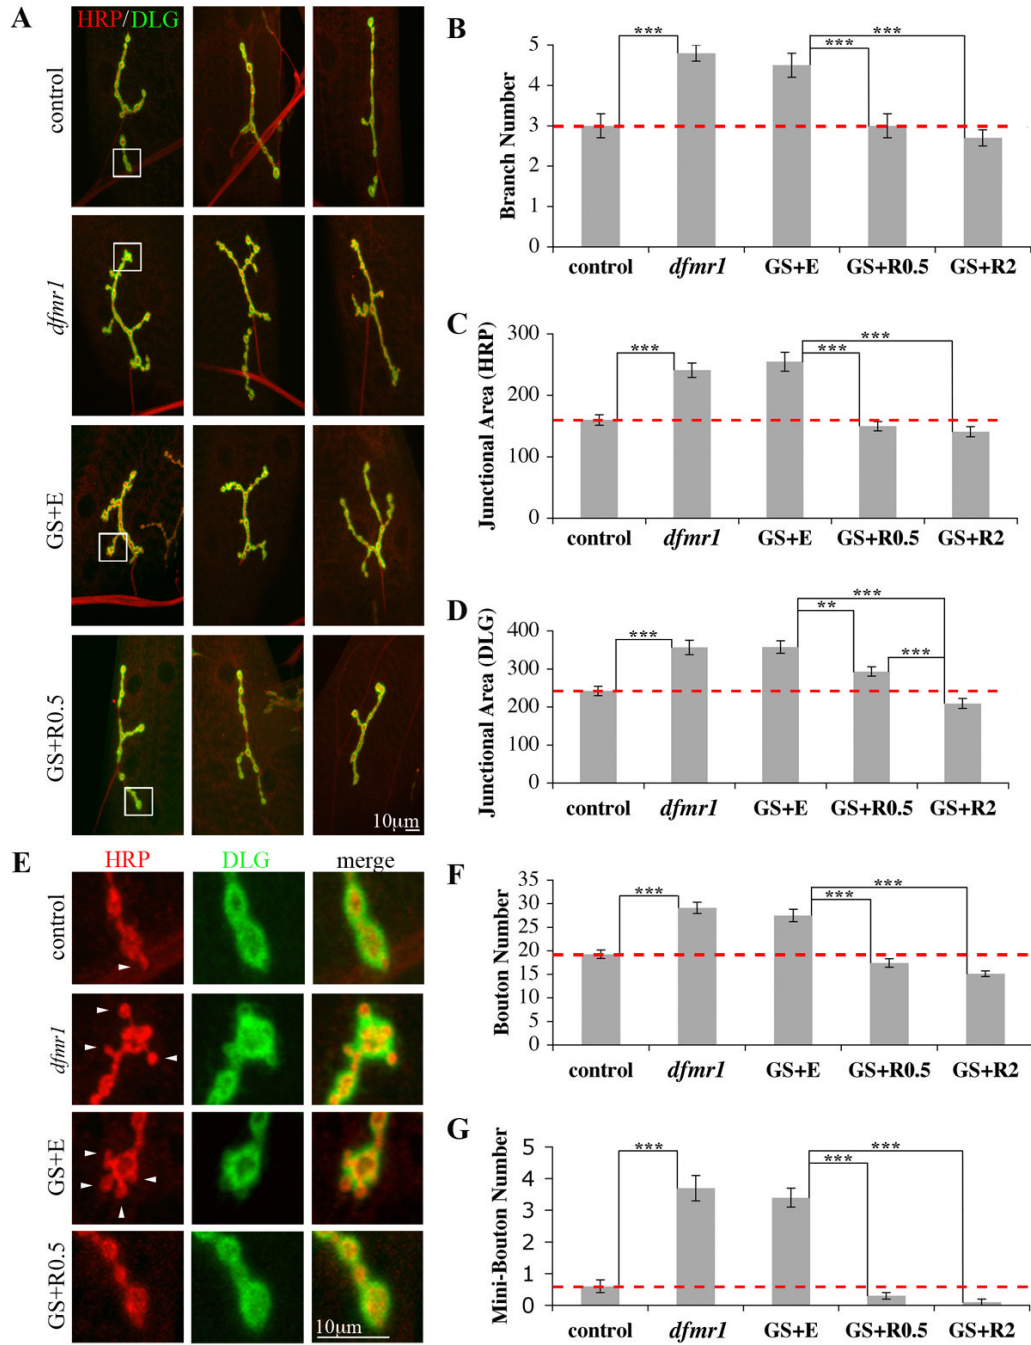 A
HRP/DLG
control
dfmr1
GS+E
GS+R0.5
10µm
B
Branch Number
5
4
3
2
1
0
*** *** ***
control dfmr1 GS+E GS+R0.5 GS+R2
C
Junctional Area (HRP)
300
200
100
0
*** *** ***
control dfmr1 GS+E GS+R0.5 GS+R2
D
Junctional Area (DLG)
400
300
200
100
0
*** ** *** ***
control dfmr1 GS+E GS+R0.5 GS+R2
E
HRP DLG merge
control
dfmr1
GS+E
GS+R0.5
10µm
F
Bouton Number
35
30
25
20
15
10
5
0
*** *** ***
control dfmr1 GS+E GS+R0.5 GS+R2
G
Mini-Bouton Number
5
4
3
2
1
0
*** *** ***
control dfmr1 GS+E GS+R0.5 GS+R2